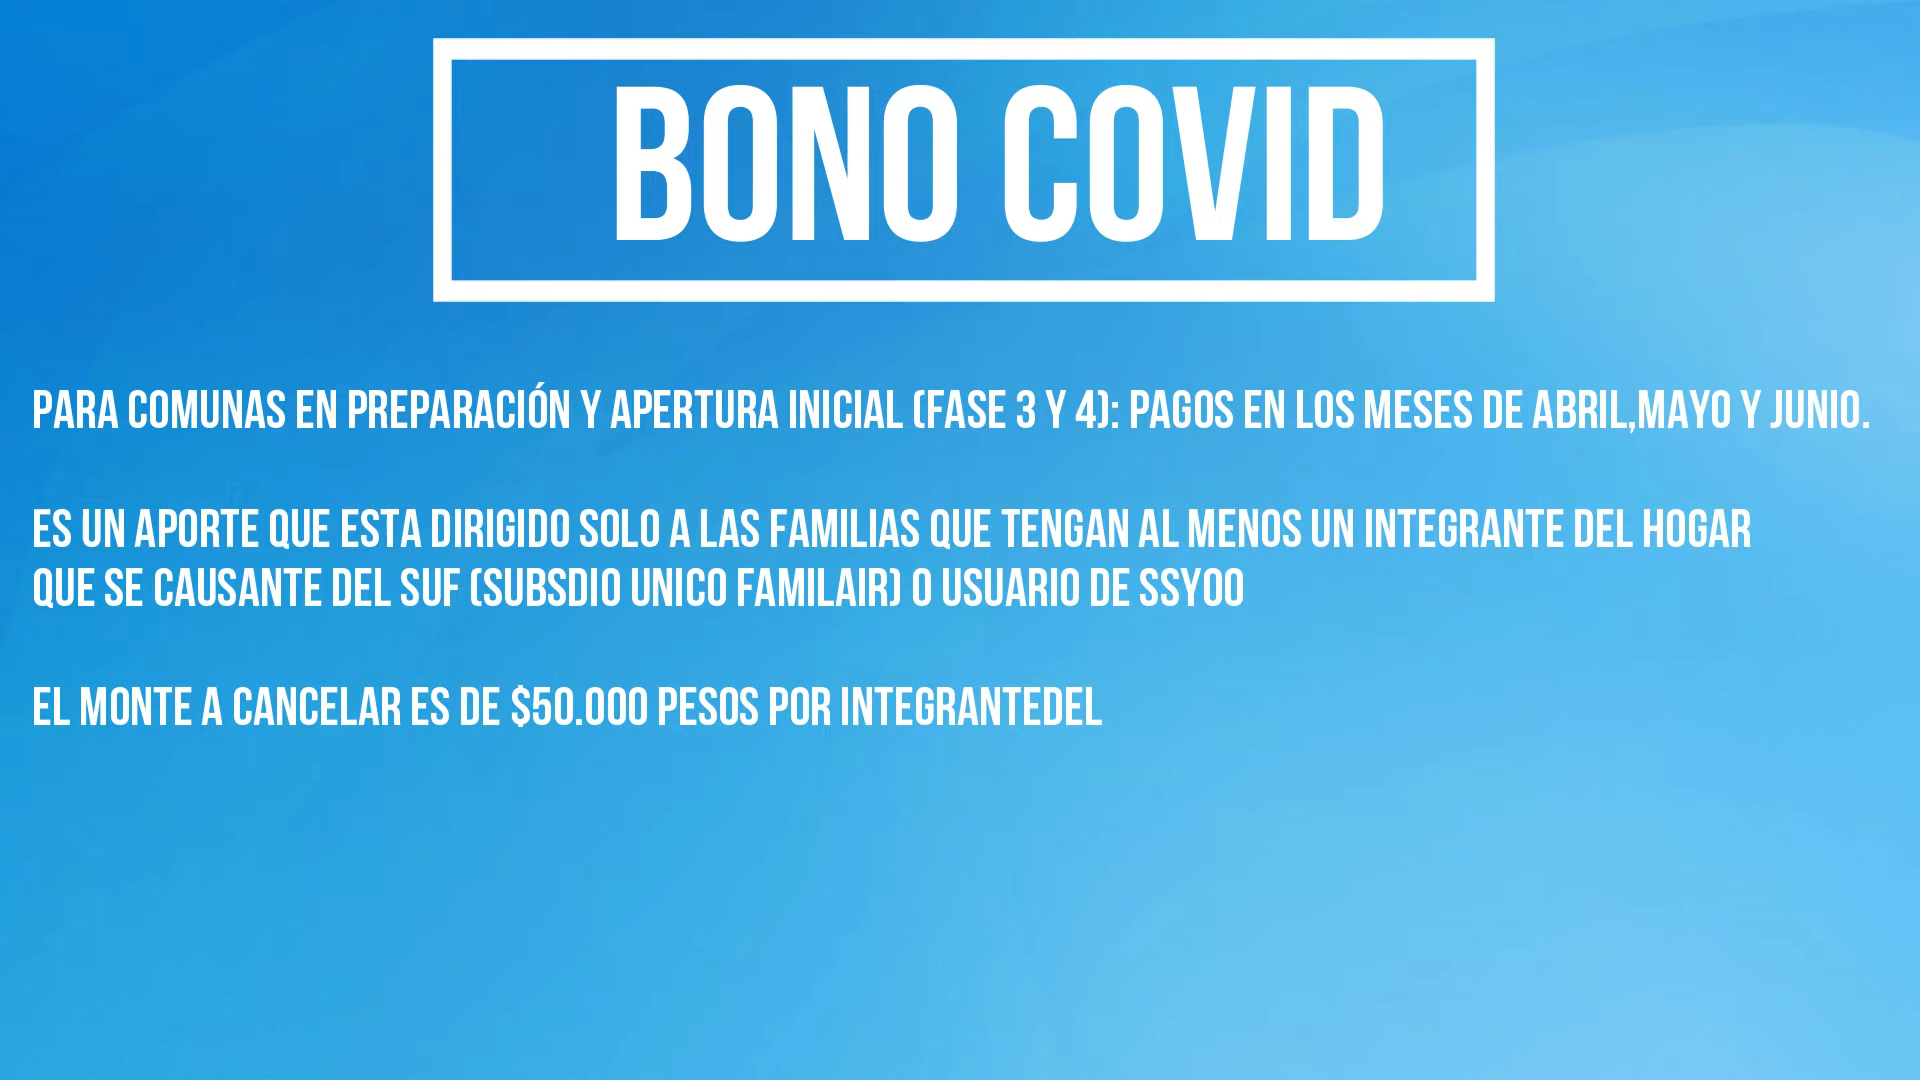 BONO COVID
PARA COMUNAS EN PREPARACIÓN Y APERTURA INICIAL (FASE 3 Y 4): PAGOS EN LOS MESES DE ABRIL,MAYO Y JUNIO.
ES UN APORTE QUE ESTA DIRIGIDO SOLO A LAS FAMILIAS QUE TENGAN AL MENOS UN INTEGRANTE DEL HOGAR
QUE SE CAUSANTE DEL SUF (SUBSDIO UNICO FAMILAIR) O USUARIO DE SSYOO
EL MONTE A CANCELAR ES DE $50.000 PESOS POR INTEGRANTEDEL